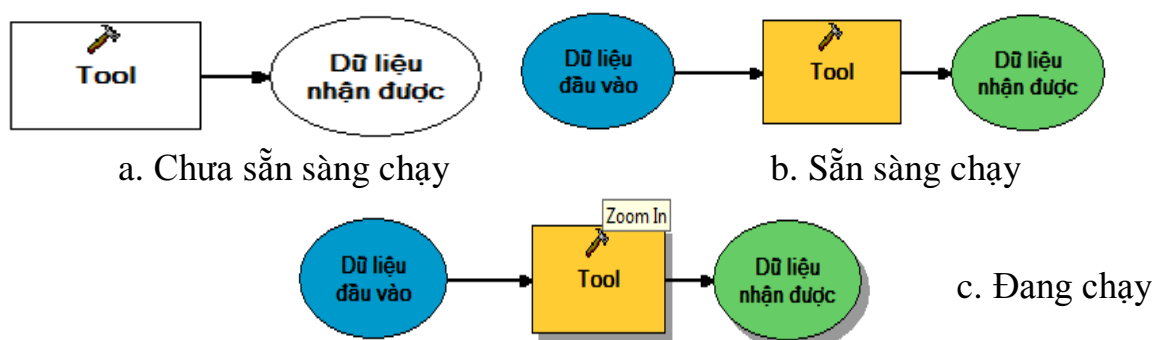 Tool
Dữ liệu
nhận được
Dữ liệu
đầu vào
Tool
Dữ liệu
nhận được
a. Chưa sẵn sàng chạy
b. Sẵn sàng chạy
Zoom In
Dữ liệu
đầu vào
Tool
Dữ liệu
nhận được
c. Đang chạy